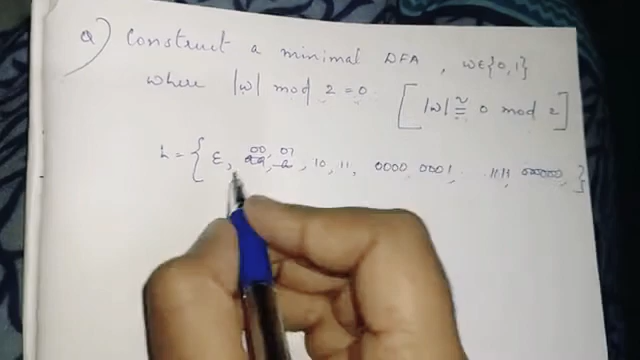 Q) Construct a minimal DFA , w∈{0,1}
where |w| mod 2 = 0. [ |w| ≅ 0 mod 2 ]
L = { ε, 00, 01, 10, 11, 0000, 0001, .. 1111 000000, }